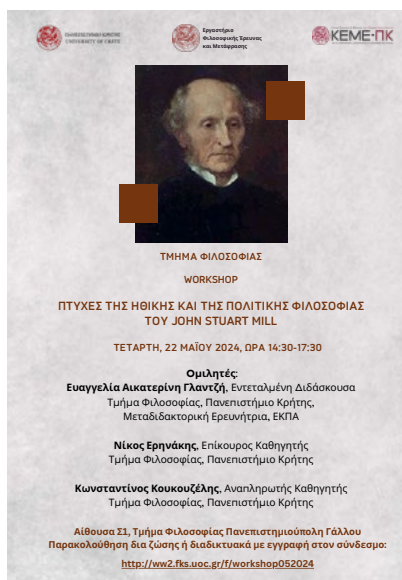 ΠΑΝΕΠΙΣΤΗΜΙΟ ΚΡΗΤΗΣ
UNIVERSITY OF CRETE
Εργαστήριο
Φιλοσοφικής Έρευνας
και Μετάφρασης
ΚΕΜΕ-ΠΚ
ΤΜΗΜΑ ΦΙΛΟΣΟΦΙΑΣ
WORKSHOP
ΠΤΥΧΕΣ ΤΗΣ ΗΘΙΚΗΣ ΚΑΙ ΤΗΣ ΠΟΛΙΤΙΚΗΣ ΦΙΛΟΣΟΦΙΑΣ
ΤΟΥ JOHN STUART MILL
ΤΕΤΑΡΤΗ, 22 ΜΑΪΟΥ 2024, ΩΡΑ 14:30-17:30
Ομιλητές:
Ευαγγελία Αικατερίνη Γλαντζή, Εντεταλμένη Διδάσκουσα
Τμήμα Φιλοσοφίας, Πανεπιστήμιο Κρήτης,
Μεταδιδακτορική Ερευνήτρια, ΕΚΠΑ
Νίκος Ερηνάκης, Επίκουρος Καθηγητής
Τμήμα Φιλοσοφίας, Πανεπιστήμιο Κρήτης
Κωνσταντίνος Κουκουζέλης, Αναπληρωτής Καθηγητής
Τμήμα Φιλοσοφίας, Πανεπιστήμιο Κρήτης
Αίθουσα Σ1, Τμήμα Φιλοσοφίας Πανεπιστημιούπολη Γάλλου
Παρακολούθηση δια ζώσης ή διαδικτυακά με εγγραφή στον σύνδεσμο:
http://ww2.fks.uoc.gr/f/workshop052024